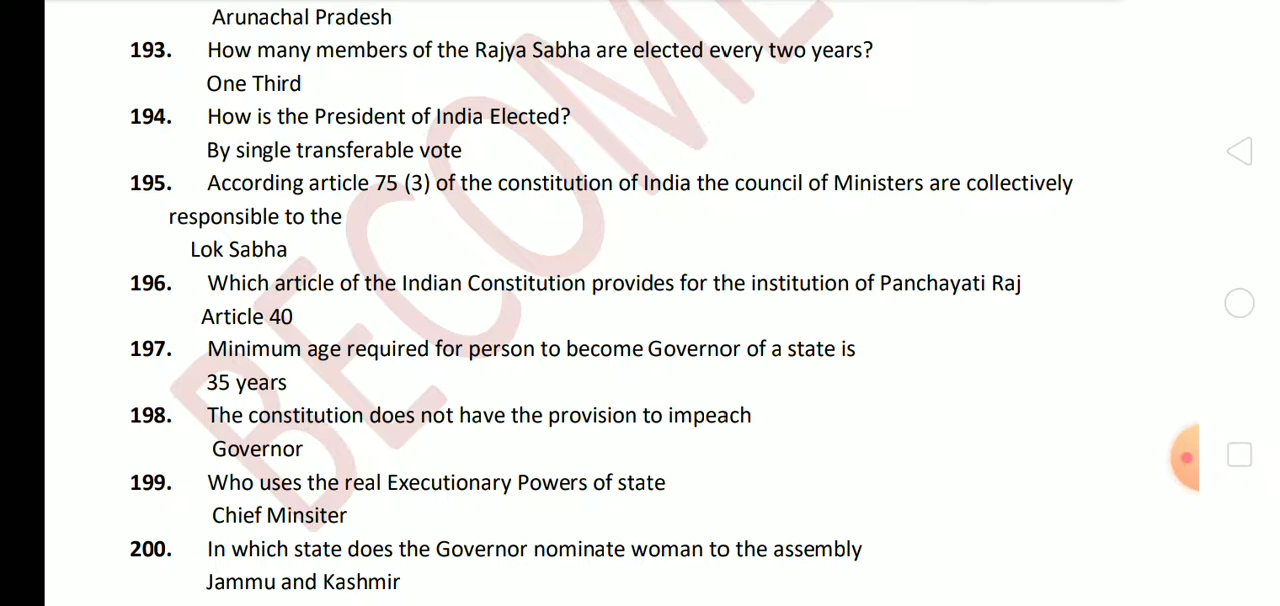 Arunachal Pradesh
193. How many members of the Rajya Sabha are elected every two years?
One Third
194. How is the President of India Elected?
By single transferable vote
195. According article 75 (3) of the constitution of India the council of Ministers are collectively
responsible to the
Lok Sabha
196. Which article of the Indian Constitution provides for the institution of Panchayati Raj
Article 40
197. Minimum age required for person to become Governor of a state is
35 years
198. The constitution does not have the provision to impeach
Governor
199. Who uses the real Executionary Powers of state
Chief Minsiter
200. In which state does the Governor nominate woman to the assembly
Jammu and Kashmir
BECOME